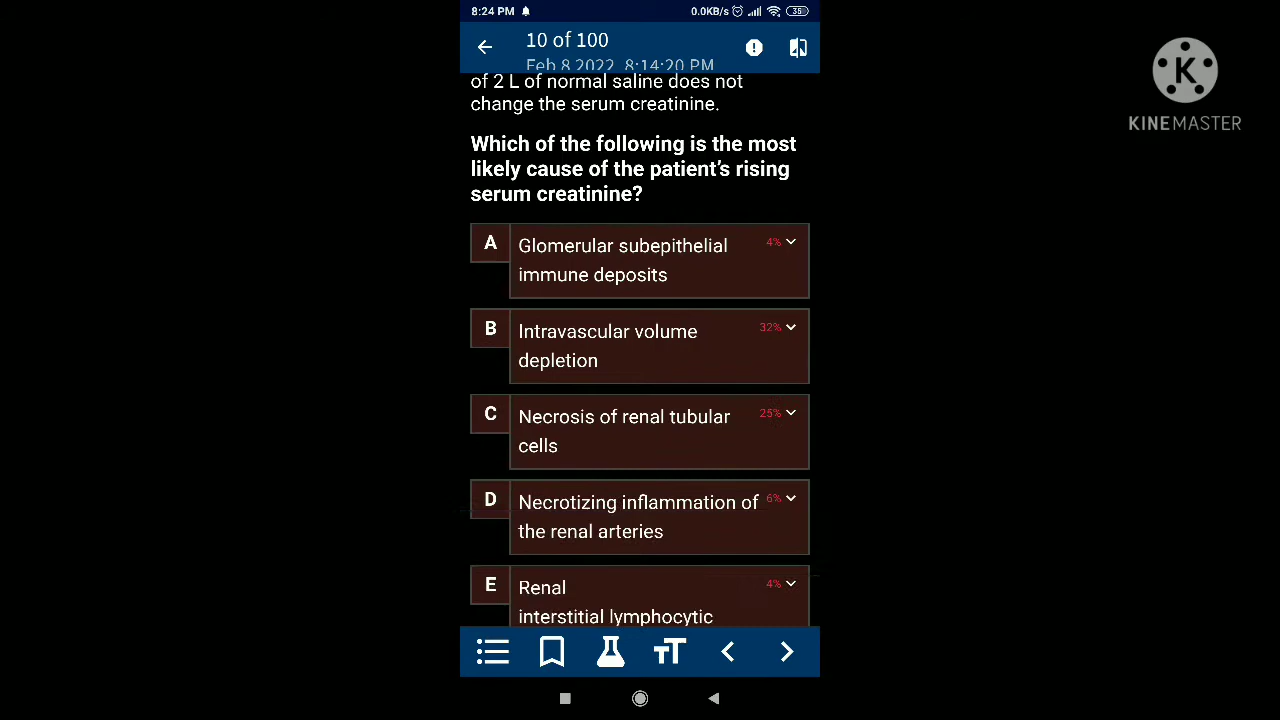 8:24 PM
0.0KB/s
35
10 of 100
Feb 8 2022, 8:14:20 PM
of 2 L of normal saline does not
change the serum creatinine.
Which of the following is the most
likely cause of the patient's rising
serum creatinine?
A
Glomerular subepithelial
immune deposits
4%
B
Intravascular volume
depletion
32%
C
Necrosis of renal tubular
cells
25%
D
Necrotizing inflammation of
the renal arteries
6%
E
Renal
interstitial lymphocytic
4%
K
KINEMASTER